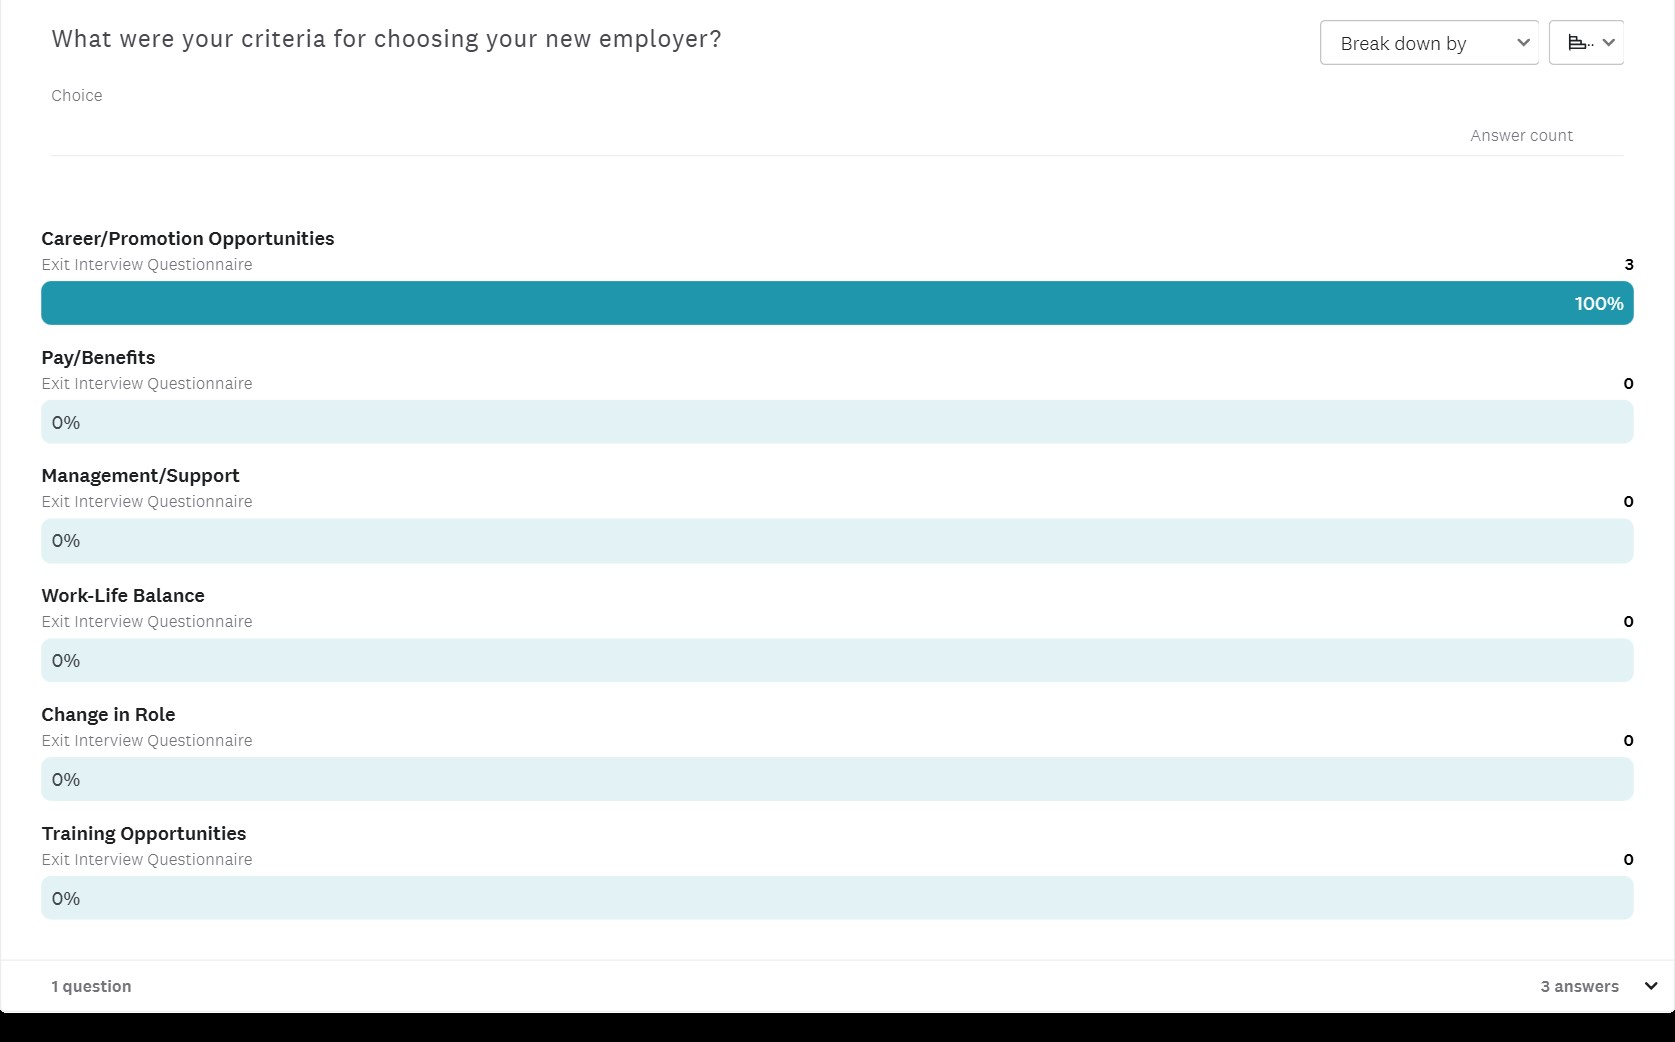 What were your criteria for choosing your new employer?
Break down by
Choice
Answer count
Career/Promotion Opportunities
Exit Interview Questionnaire
3
100%
Pay/Benefits
Exit Interview Questionnaire
0
0%
Management/Support
Exit Interview Questionnaire
0
0%
Work-Life Balance
Exit Interview Questionnaire
0
0%
Change in Role
Exit Interview Questionnaire
0
0%
Training Opportunities
Exit Interview Questionnaire
0
0%
1 question
3 answers